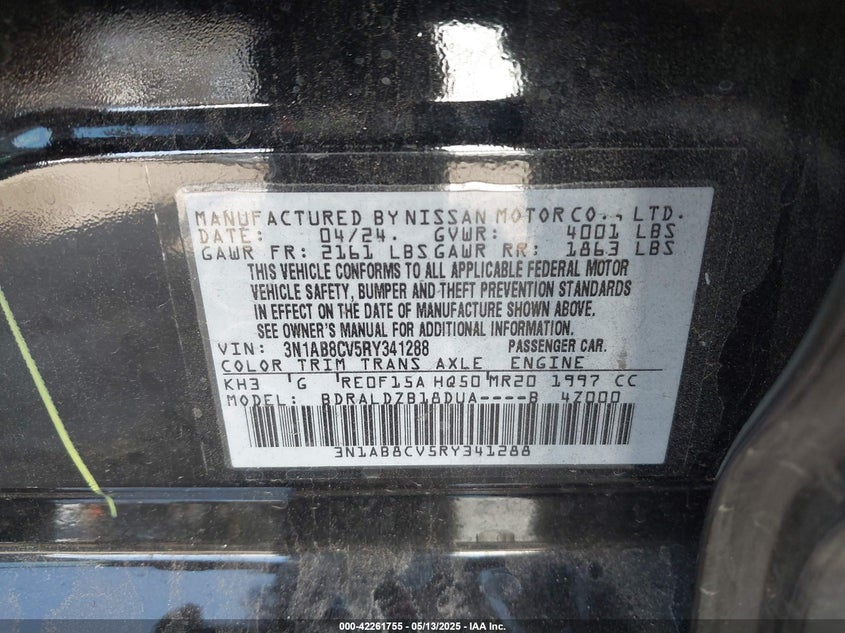 MANUFACTURED BY NISSAN MOTOR CO., LTD.
DATE: 04/24. GVWR: 4001 LBS
GAWR FR: 2161 LBS GAWR RR: 1863 LBS
THIS VEHICLE CONFORMS TO ALL APPLICABLE FEDERAL MOTOR
VEHICLE SAFETY, BUMPER AND THEFT PREVENTION STANDARDS
IN EFFECT ON THE DATE OF MANUFACTURE SHOWN ABOVE.
SEE OWNER'S MANUAL FOR ADDITIONAL INFORMATION.
VIN: 3N1AB8CV5RY341288 PASSENGER CAR.
COLOR TRIM TRANS AXLE ENGINE
KH3 G RE0F15A HQ50 MR20 1997 CC
MODEL: BDRALDZB18DUA----B 4Z000
3N1AB8CV5RY341288
000-42261755 - 05/13/2025 - IAA Inc.